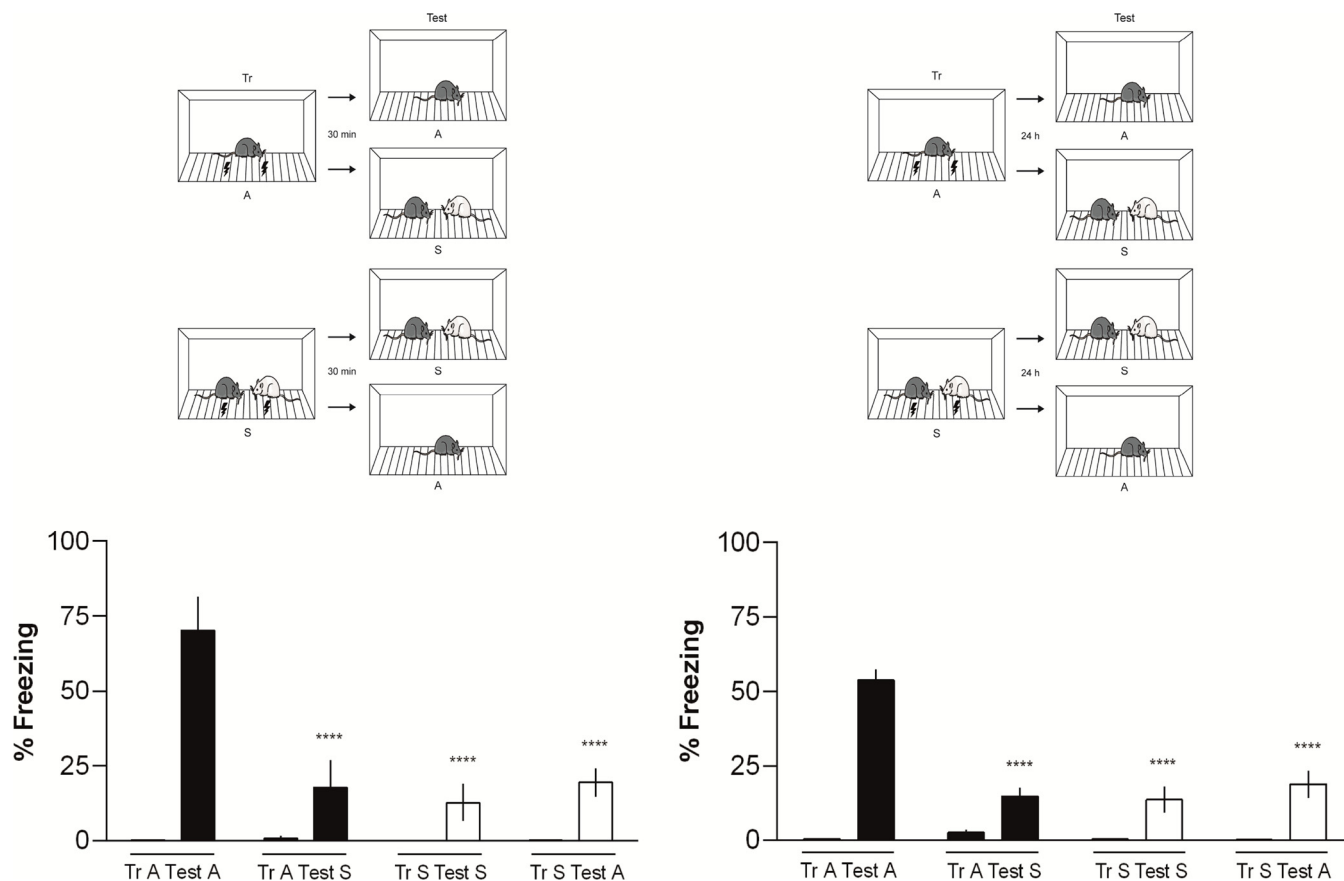 Test
Tr
30 min
A
A
S
30 min
S
S
A
Test
Tr
24 h
A
A
S
24 h
S
S
A
100
75
50
25
0
% Freezing
****
****
****
Tr A Test A
Tr A Test S
Tr S Test S
Tr S Test A
100
75
50
25
0
% Freezing
****
****
****
Tr A Test A
Tr A Test S
Tr S Test S
Tr S Test A